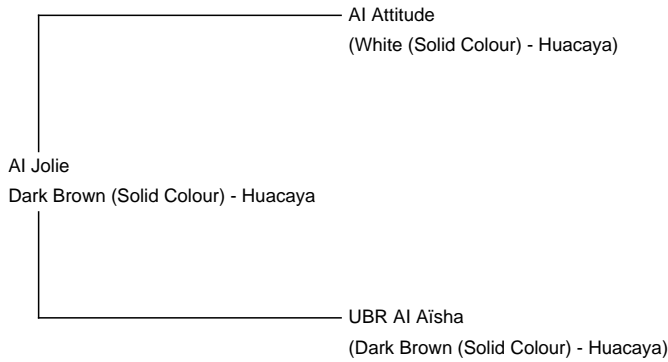 AI Attitude
(White (Solid Colour) - Huacaya)
AI Jolie
Dark Brown (Solid Colour) - Huacaya
UBR AI Aïsha
(Dark Brown (Solid Colour) - Huacaya)